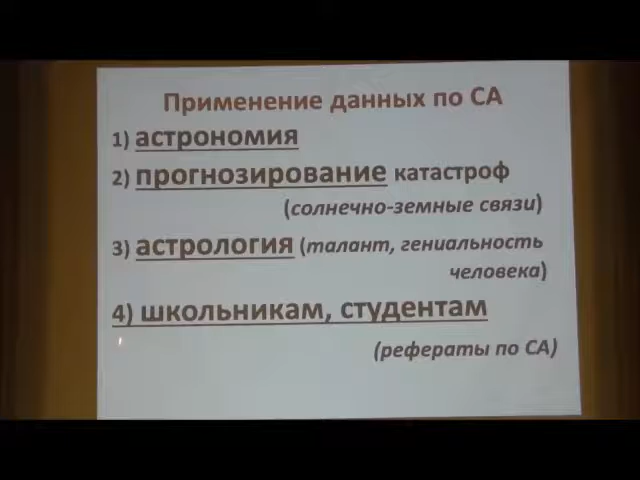 Применение данных по СА
1) астрономия
2) прогнозирование катастроф
(солнечно-земные связи)
3) астрология (талант, гениальность
человека)
4) школьникам, студентам
(рефераты по СА)